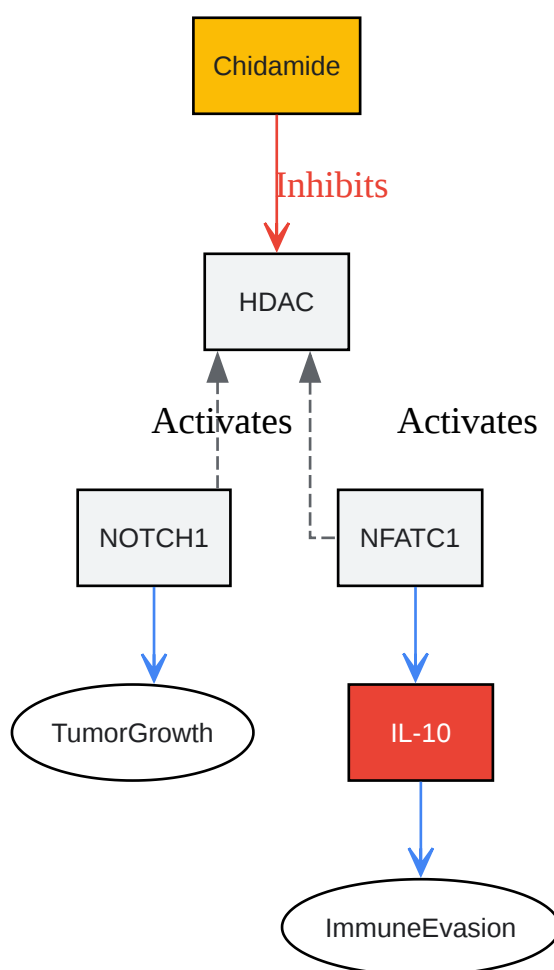 Chidamide
Inhibits
HDAC
Activates
Activates
NOTCH1
NFATC1
TumorGrowth
IL-10
ImmuneEvasion